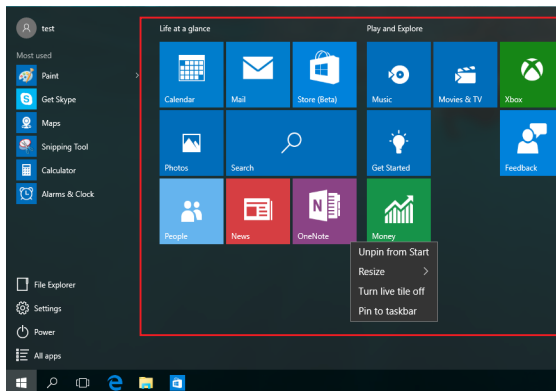 test
Most used
Paint
Get Skype
Maps
Snipping Tool
Calculator
Alarms & Clock
File Explorer
Settings
Power
All apps
Life at a glance
Calendar
Mail
Store (Beta)
Photos
Search
People
News
OneNote
Play and Explore
Music
Movies & TV
Xbox
Get Started
Feedback
Money
Unpin from Start
Resize
Turn live tile off
Pin to taskbar